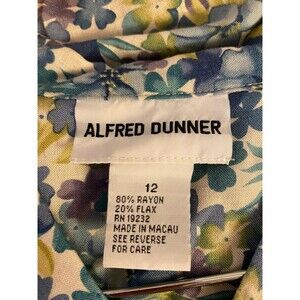 ALFRED DUNNER
12
80% RAYON
20% FLAX
RN 19232
MADE IN MACAU
SEE REVERSE
FOR CARE